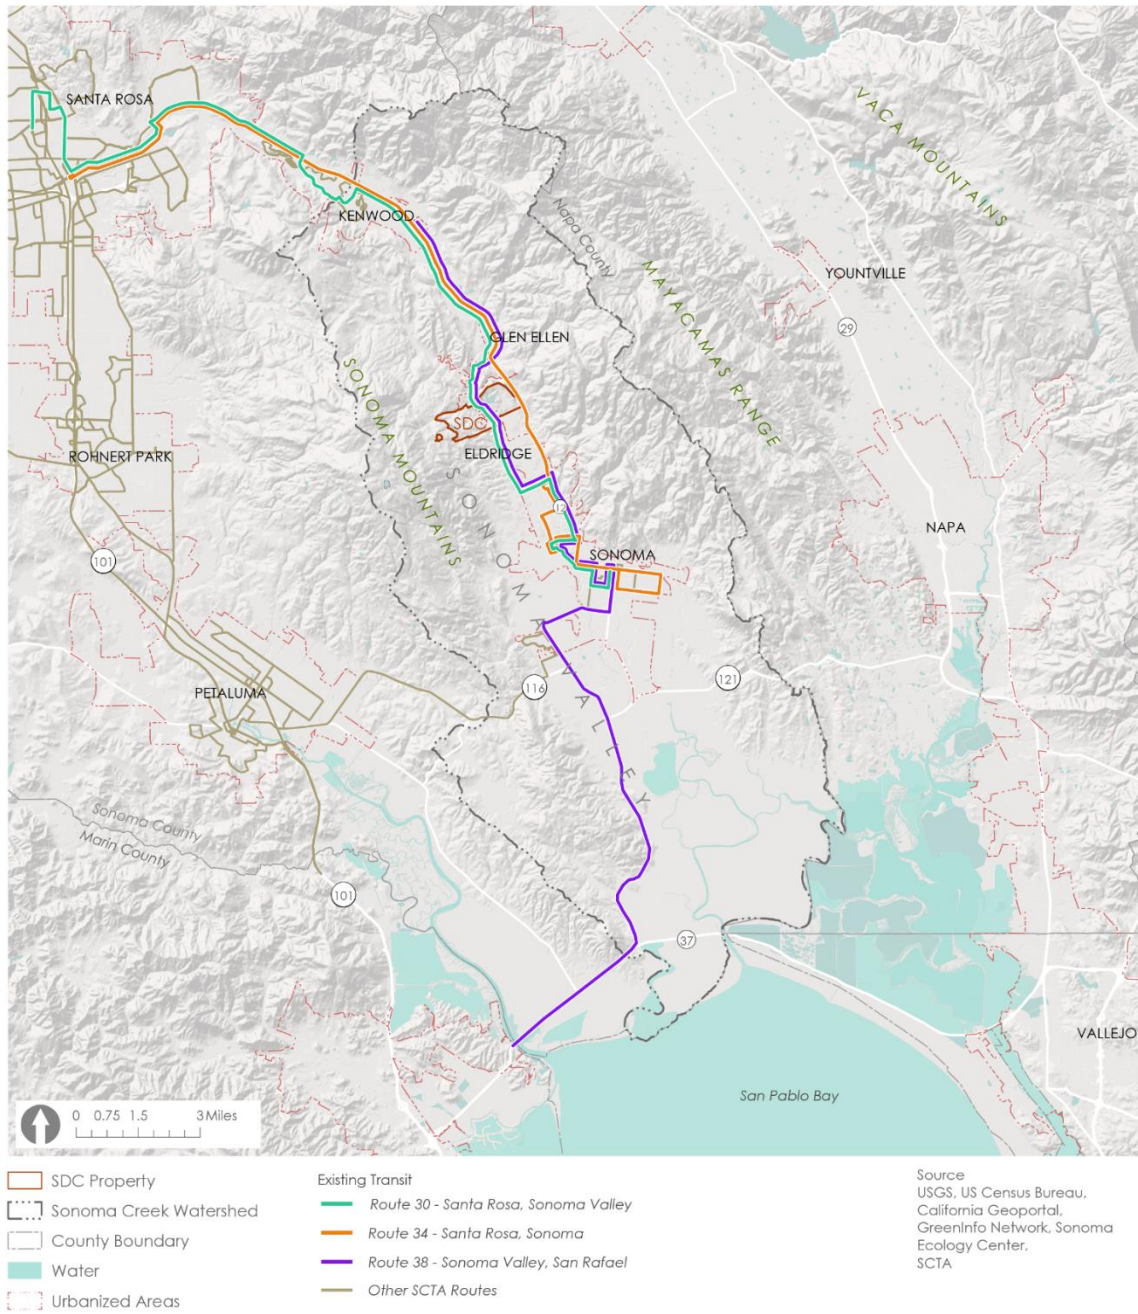 SANTA ROSA
VACA MOUNTAINS
KENWOOD
Napa County
YOUNTVILLE
MAYACAMAS RANGE
29
GLEN ELLEN
SONOMA MOUNTAINS
SDC
ELDRIDGE
ROHNERT PARK
SONOMA VALLEY
12
NAPA
SONOMA
101
116
121
PETALUMA
Sonoma County
Marin County
101
37
VALLEJO
San Pablo Bay
0 0.75 1.5 3 Miles
SDC Property
Sonoma Creek Watershed
County Boundary
Water
Urbanized Areas
Existing Transit
Route 30 - Santa Rosa, Sonoma Valley
Route 34 - Santa Rosa, Sonoma
Route 38 - Sonoma Valley, San Rafael
Other SCTA Routes
Source
USGS, US Census Bureau,
California Geoportal,
GreenInfo Network, Sonoma
Ecology Center,
SCTA